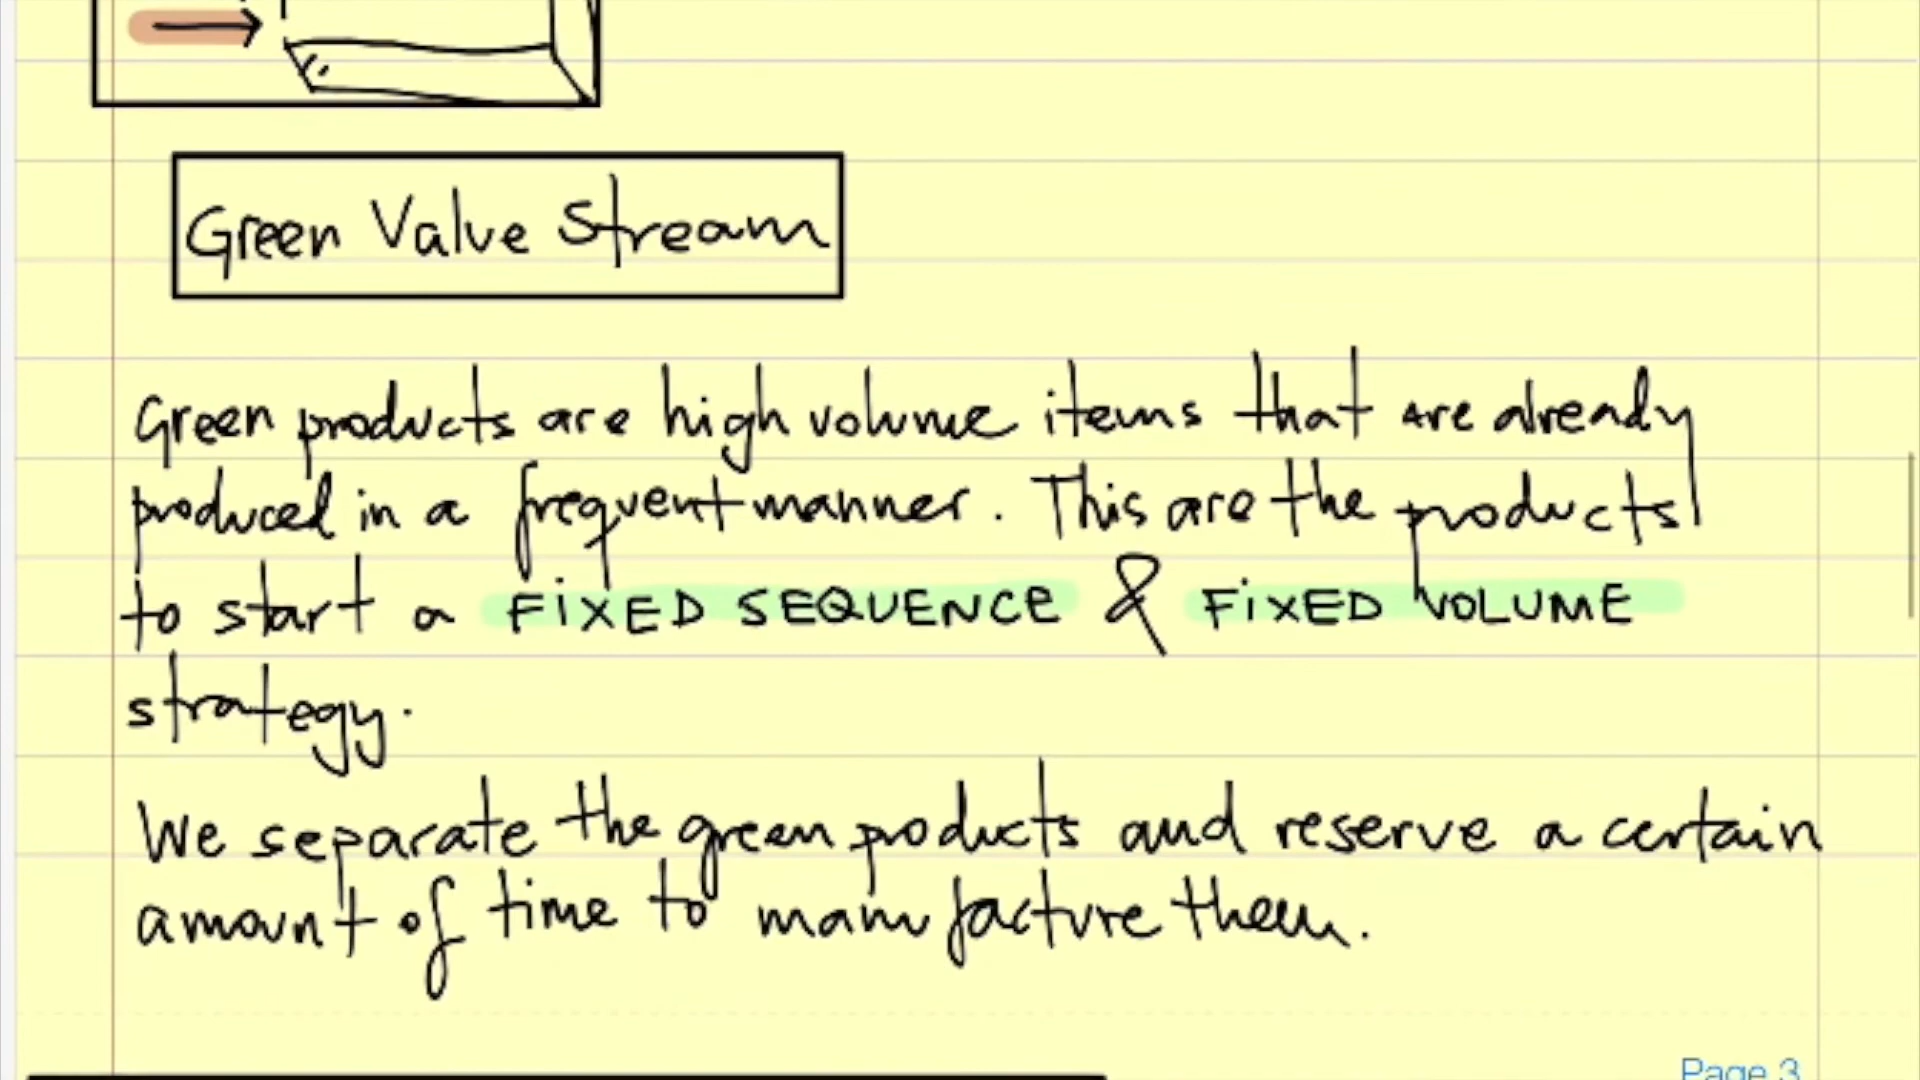 Green Value Stream
Green products are high volume items that are already
produced in a frequent manner. This are the products
to start a FIXED SEQUENCE & FIXED VOLUME
strategy.
We separate the green products and reserve a certain
amount of time to manufacture them.
Page 3